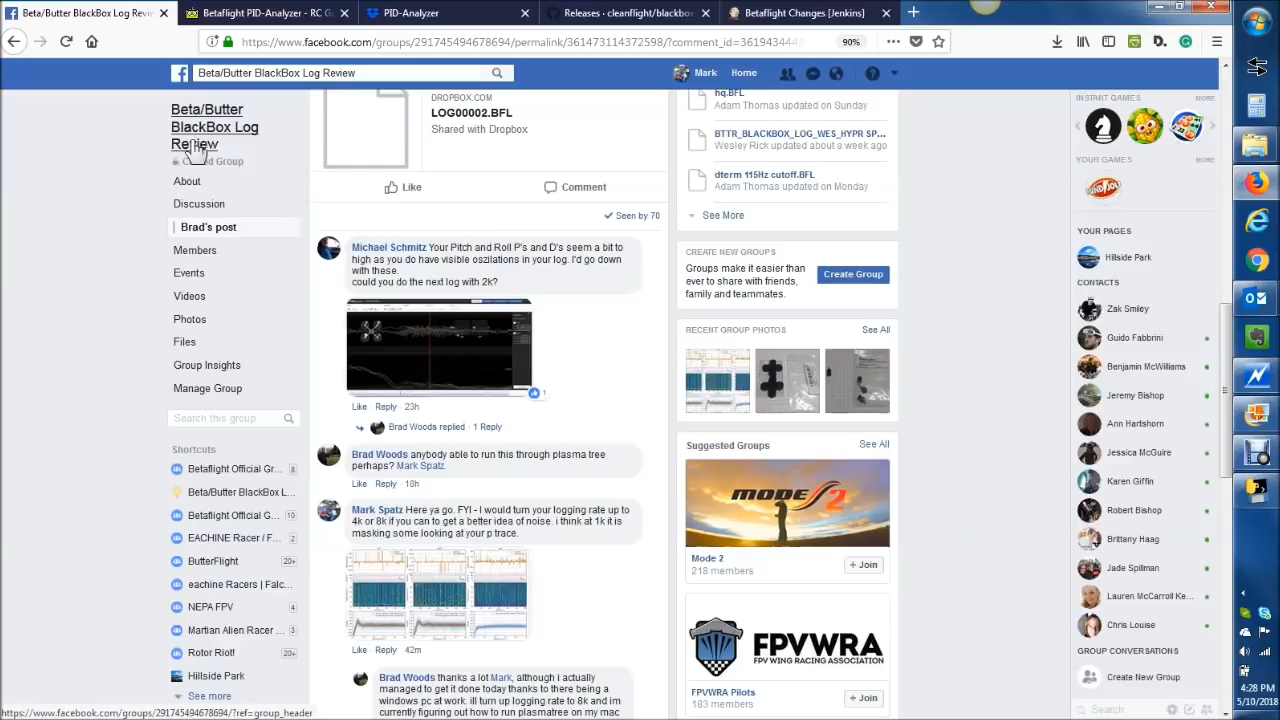 Beta/Butter BlackBox Log Revie
Betaflight PID-Analyzer - RC G
PID-Analyzer
Releases · cleanflight/blackbox
Betaflight Changes [Jenkins]
https://www.facebook.com/groups/291745494678694/permalink/361473114372598/?comment_id=3619434443
90%
Beta/Butter BlackBox Log Review
Mark
Home
Beta/Butter
BlackBox Log
Review
Group
About
Discussion
Brad's post
Members
Events
Videos
Photos
Files
Group Insights
Manage Group
Search this group
Shortcuts
Betaflight Official Gr... 8
Beta/Butter BlackBox L...
Betaflight Official G... 10
EACHINE Racer / F... 2
ButterFlight
eachine Racers | Falc...
NEPA FPV 4
Martian Alien Racer ... 3
Rotor Riot! 20+
Hillside Park
See more
DROPBOX.COM
LOG00002.BFL
Shared with Dropbox
Like
Comment
Seen by 70
Michael Schmitz Your Pitch and Roll P's and D's seem a bit to
high as you do have visible oszilations in your log. I'd go down
with these.
could you do the next log with 2k?
1
Like Reply 23h
Brad Woods replied · 1 Reply
Brad Woods anybody able to run this through plasma tree
perhaps? Mark Spatz
Like Reply 18h
Mark Spatz Here ya go. FYI - I would turn your logging rate up to
4k or 8k if you can to get a better idea of noise. i think at 1k it is
masking some looking at your p trace.
Like Reply 42m
Brad Woods thanks a lot Mark, although i actually
managed to get it done today thanks to there being a
windows pc at work. ill turn up logging rate to 8k and im
currently figuring out how to run plasmatree on my mac
hq.BFL
Adam Thomas updated on Sunday
BTTR_BLACKBOX_LOG_WES_HYPR SP...
Wesley Rick updated about a week ago
dterm 115Hz cutoff.BFL
Adam Thomas updated on Monday
See More
CREATE NEW GROUPS
Groups make it easier than
ever to share with friends,
family and teammates.
Create Group
RECENT GROUP PHOTOS
See All
Suggested Groups
See All
MODE 2
Mode 2
218 members
+ Join
FPVWRA
FPV WING RACING ASSOCIATION
FPVWRA Pilots
183 members
+ Join
INSTANT GAMES
MORE
YOUR GAMES
MORE
YOUR PAGES
Hillside Park
CONTACTS
Zak Smiley
Guido Fabbrini
Benjamin McWilliams
Jeremy Bishop
Ann Hartshorn
Jessica McGuire
Karen Giffin
Robert Bishop
Brittany Haag
Jade Spillman
Lauren McCarroll Ke...
Chris Louise
GROUP CONVERSATIONS
Create New Group
Search
https://www.facebook.com/groups/291745494678694/?ref=group_header
4:28 PM
5/10/2018